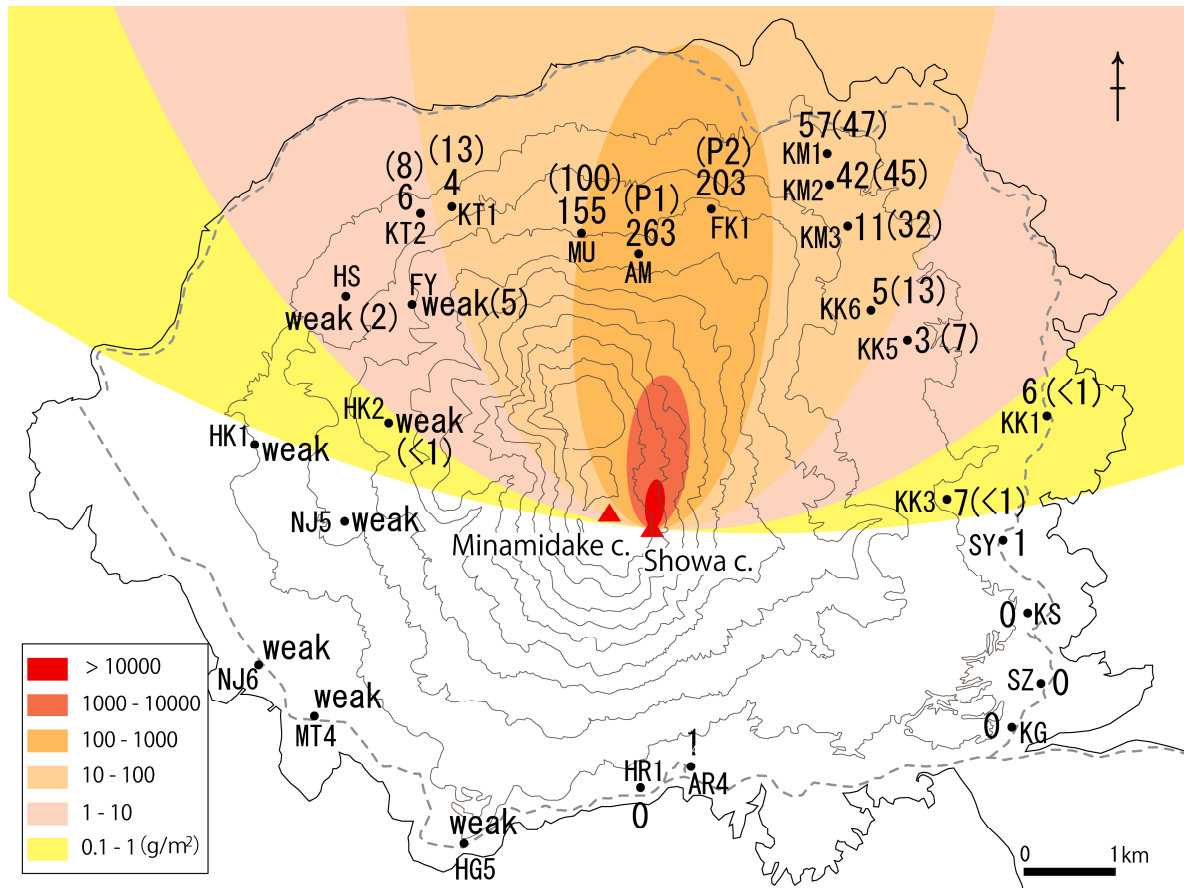 57(47)
KM1
(P2)
(13)
(8)
(100)
203
42(45)
KM2
4
6
155
(P1)
KT1
FK1
KT2
263
11(32)
KM3
MU
AM
HS
FY
weak(5)
5(13)
KK6
weak(2)
3(7)
KK5
6(<1)
HK2
weak
KK1
HK1
weak
(<1)
KK3
7(<1)
NJ5
weak
Minamidake c.
Showa c.
SY
1
0
KS
weak
NJ6
SZ
0
weak
MT4
0
KG
1
HR1
AR4
0
weak
HG5
> 10000
1000 - 10000
100 - 1000
10 - 100
1 - 10
0.1 - 1 (g/m²)
0
1km